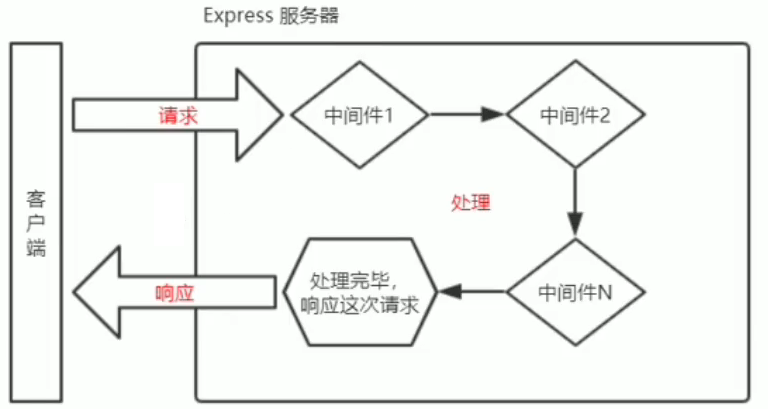 Express 服务器
请求
中间件1
中间件2
客
户
端
处理
处理完毕,
响应这次请求
中间件N
响应